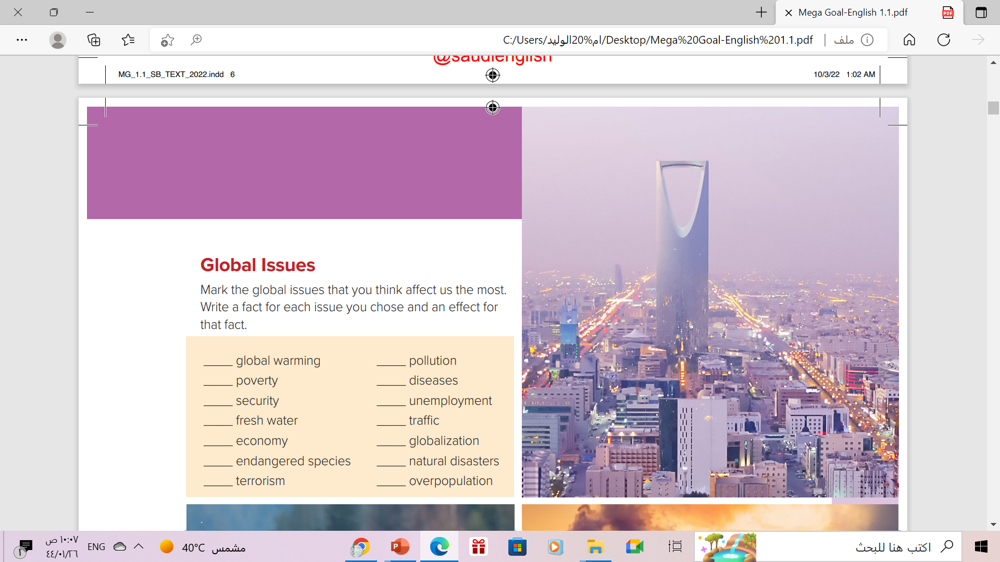 Mega Goal-English 1.1.pdf
PDF
C:/Users/ام%20الوليد/Desktop/Mega%20Goal-English%201.1.pdf
ملف
@saudienglish
MG_1.1_SB_TEXT_2022.indd 6
10/3/22 1:02 AM
Global Issues
Mark the global issues that you think affect us the most.
Write a fact for each issue you chose and an effect for
that fact.
_____ global warming
_____ poverty
_____ security
_____ fresh water
_____ economy
_____ endangered species
_____ terrorism
_____ pollution
_____ diseases
_____ unemployment
_____ traffic
_____ globalization
_____ natural disasters
_____ overpopulation
١٠:٠٧ ص
٤٤/٠١/٢٦
١
ENG
40°C مشمس
P
اكتب هنا للبحث